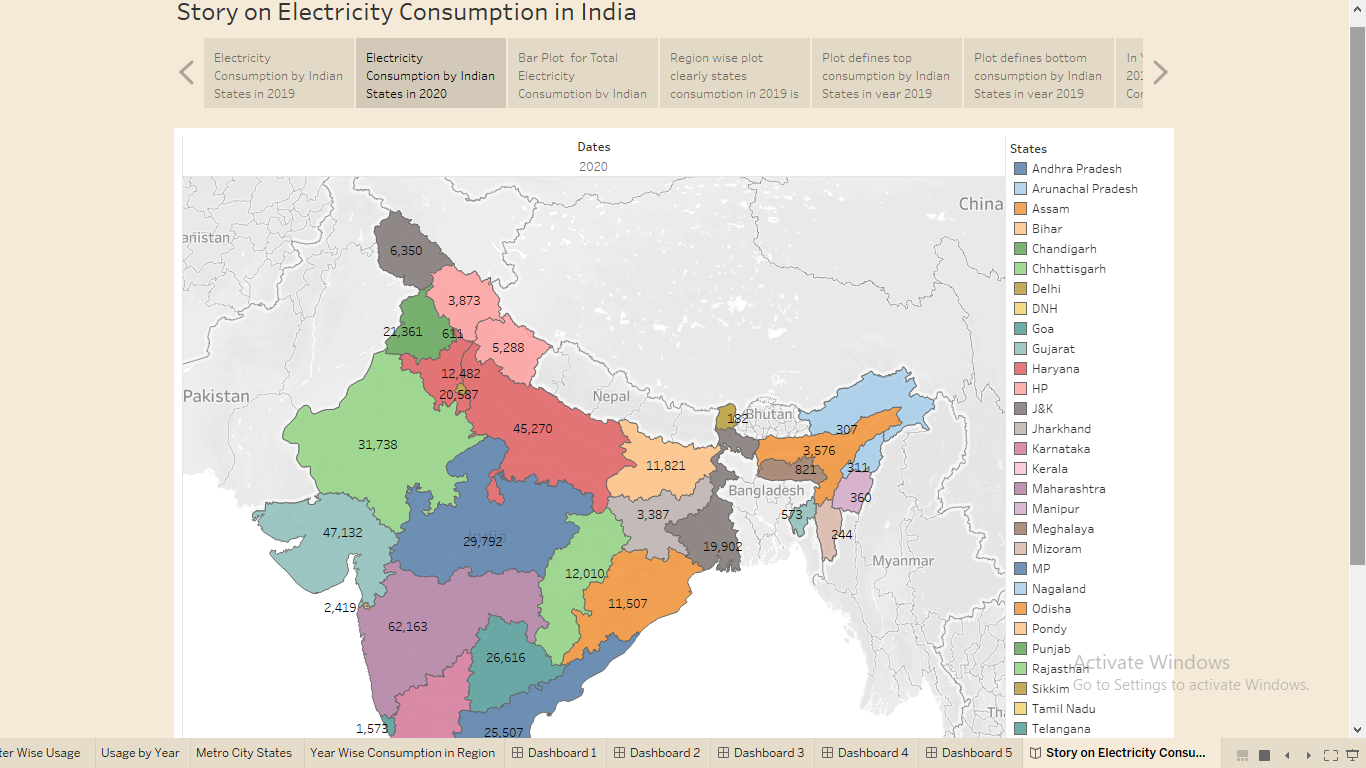 Story on Electricity Consumption in India
Electricity
Consumption by Indian
States in 2019
Electricity
Consumption by Indian
States in 2020
Bar Plot for Total
Electricity
Consumption by Indian
Region wise plot
clearly states
consumption in 2019 is
Plot defines top
consumption by Indian
States in year 2019
Plot defines bottom
consumption by Indian
States in year 2019
Dates
2020
China
anistan
6,350
3,873
21,361
611
5,288
12,482
20,587
Pakistan
Nepal
132
Bhutan
31,738
45,270
307
3,576
11,821
821
311
Bangladesh
360
3,387
573
47,132
29,792
19,902
244
Myanmar
12,010
11,507
2,419
62,163
26,616
1,573
25,507
States
Andhra Pradesh
Arunachal Pradesh
Assam
Bihar
Chandigarh
Chhattisgarh
Delhi
DNH
Goa
Gujarat
Haryana
HP
J&K
Jharkhand
Karnataka
Kerala
Maharashtra
Manipur
Meghalaya
Mizoram
MP
Nagaland
Odisha
Pondy
Punjab
Rajasthan
Sikkim
Tamil Nadu
Telangana
Activate Windows
Go to Settings to activate Windows.
ter Wise Usage
Usage by Year
Metro City States
Year Wise Consumption in Region
Dashboard 1
Dashboard 2
Dashboard 3
Dashboard 4
Dashboard 5
Story on Electricity Consu...